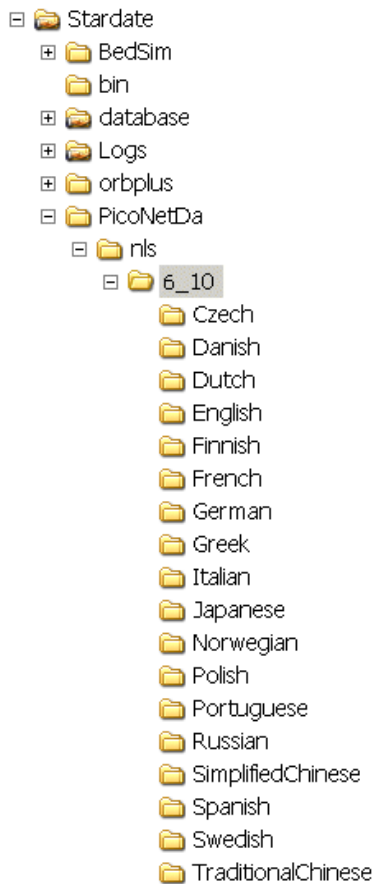 Stardate
BedSim
bin
database
Logs
orbplus
PicoNetDa
nls
6_10
Czech
Danish
Dutch
English
Finnish
French
German
Greek
Italian
Japanese
Norwegian
Polish
Portuguese
Russian
SimplifiedChinese
Spanish
Swedish
TraditionalChinese